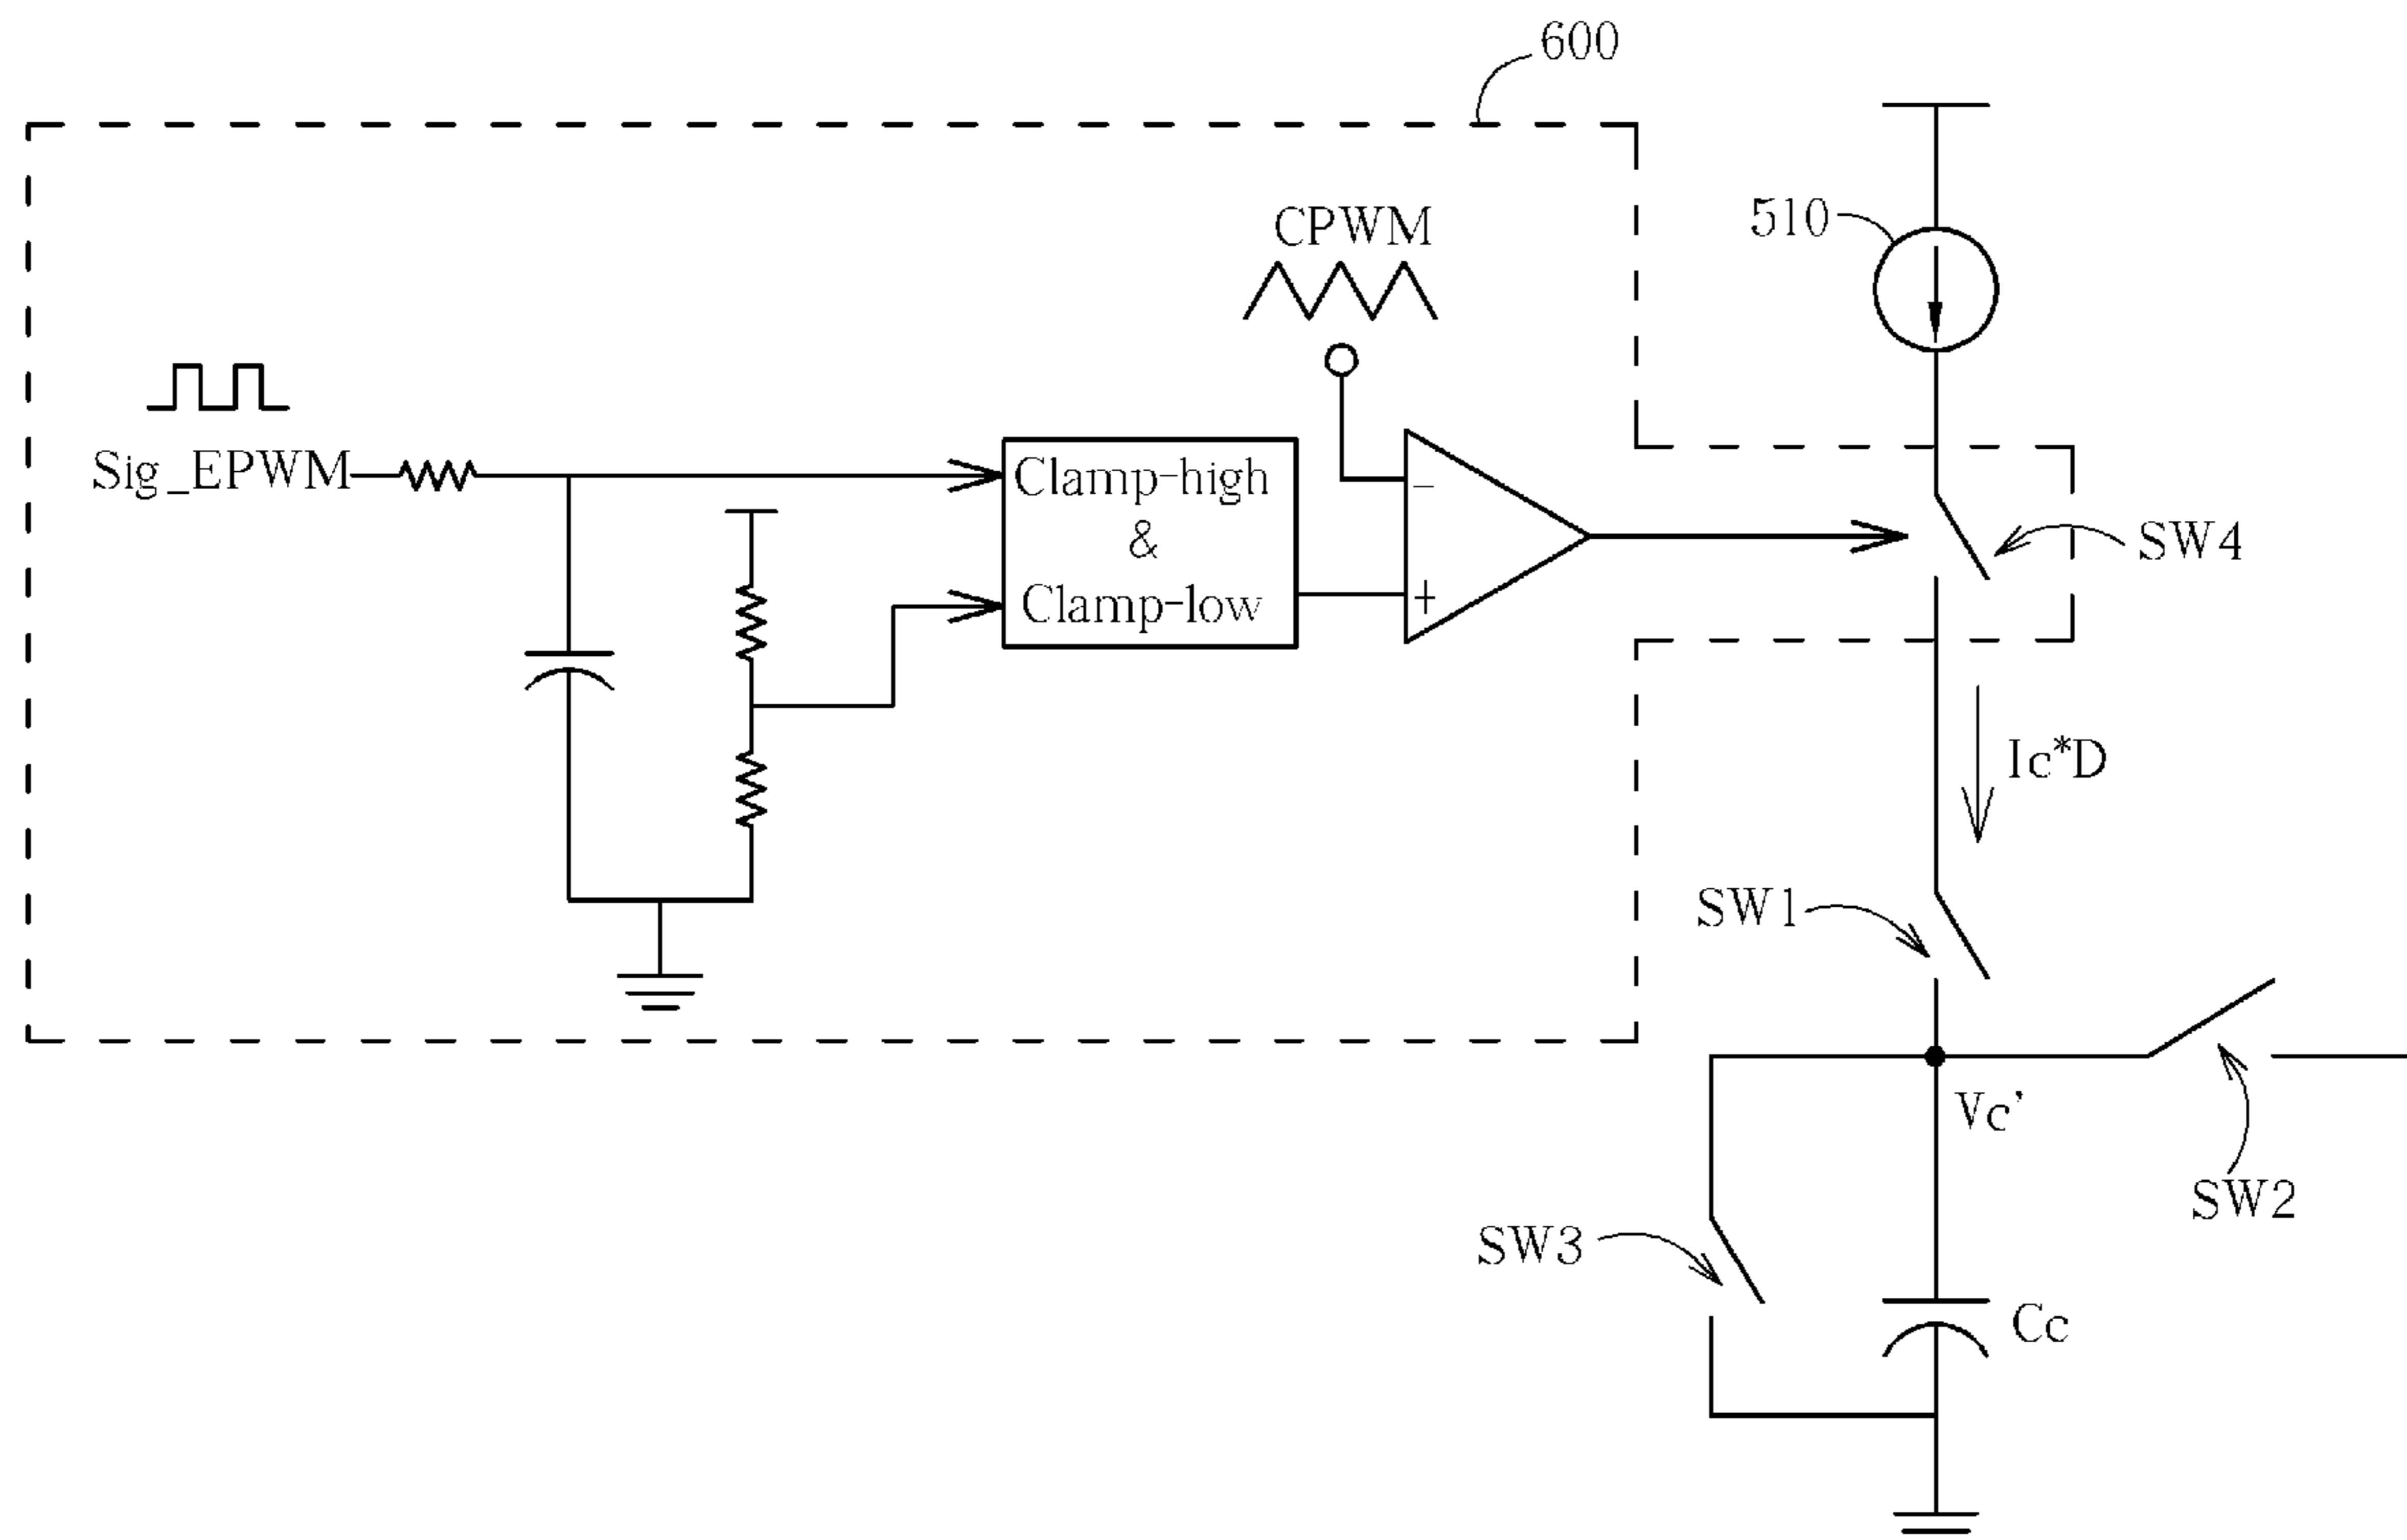 600
CPWM
510
Sig_EPWM
Clamp-high
&
Clamp-low
-
+
SW4
Ic*D
SW1
Vc'
SW2
SW3
Cc